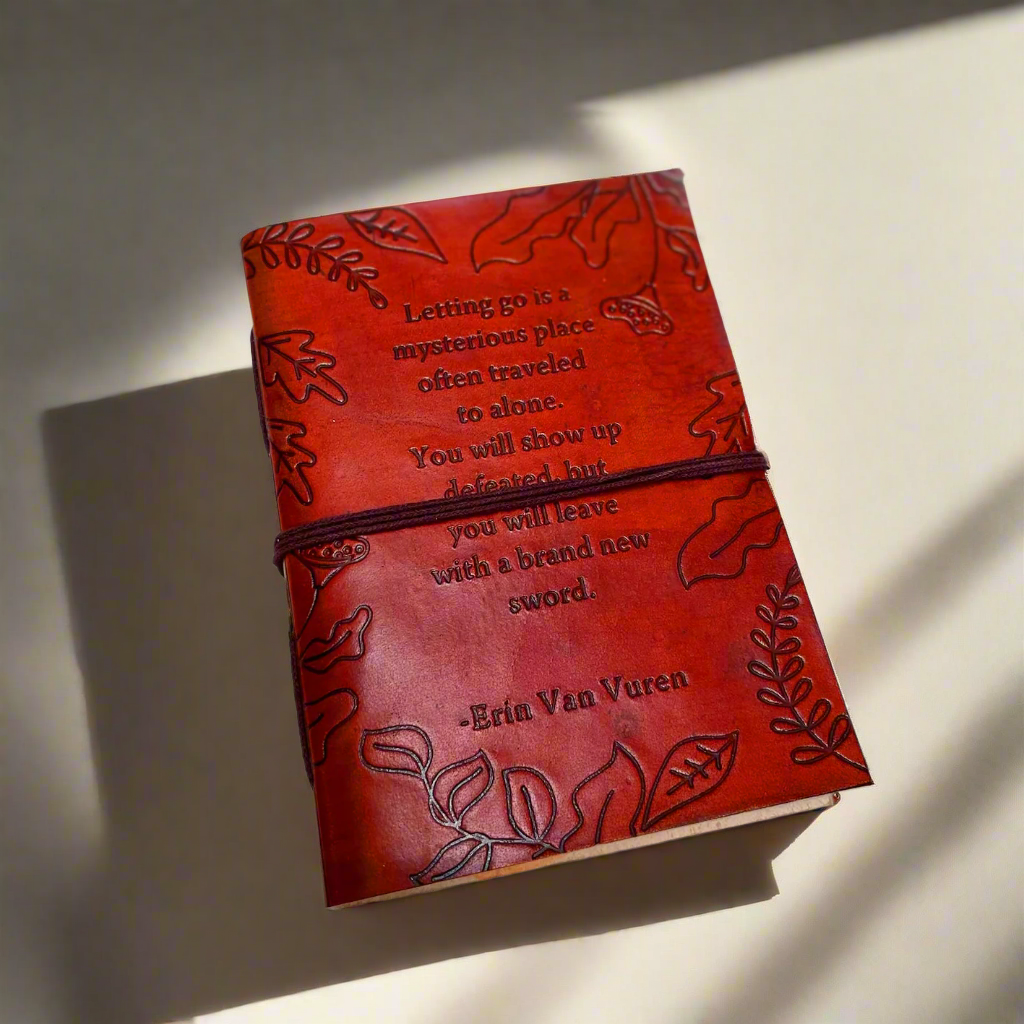 Letting go is a
mysterious place
often traveled
to alone.
You will show up
defeated, but
you will leave
with a brand new
sword.
-Erin Van Vuren